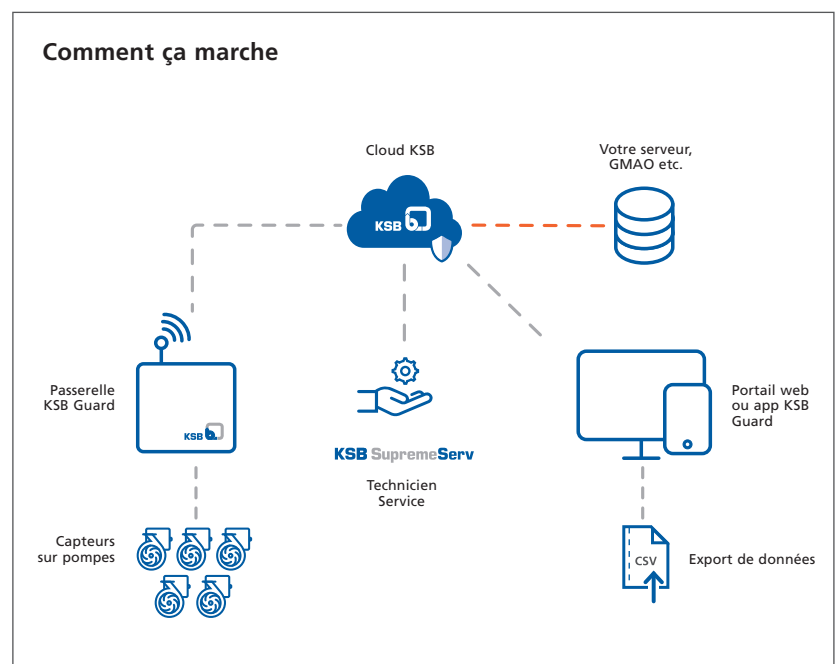 Comment ça marche
Cloud KSB
Votre serveur,
GMAO etc.
KSB
Passerelle
KSB Guard
KSB
Portail web
ou app KSB
Guard
KSB SupremeServ
Technicien
Service
Capteurs
sur pompes
CSV
Export de données